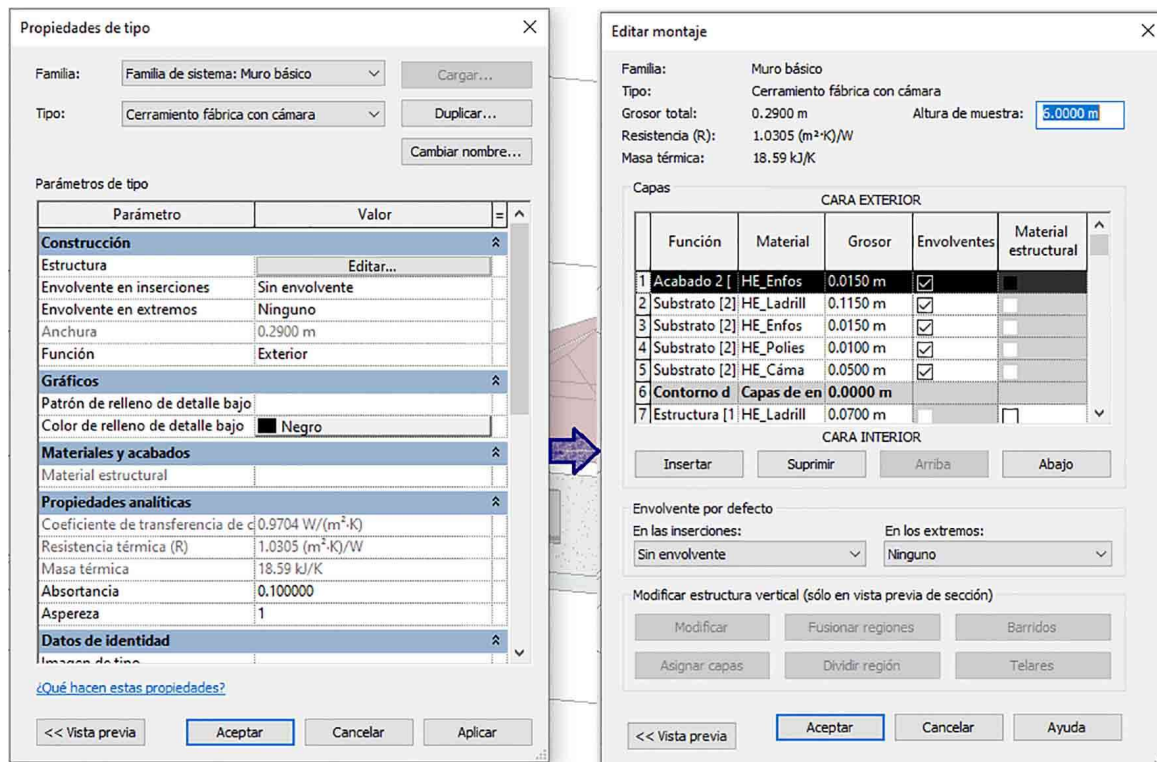 Propiedades de tipo
Familia: Familia de sistema: Muro básico Cargar...
Tipo: Cerramiento fábrica con cámara Duplicar...
Cambiar nombre...
Parámetros de tipo
Parámetro Valor =
Construcción
Estructura Editar...
Envolvente en inserciones Sin envolvente
Envolvente en extremos Ninguno
Anchura 0.2900 m
Función Exterior
Gráficos
Patrón de relleno de detalle bajo
Color de relleno de detalle bajo Negro
Materiales y acabados
Material estructural
Propiedades analíticas
Coeficiente de transferencia de c 0.9704 W/(m²·K)
Resistencia térmica (R) 1.0305 (m²·K)/W
Masa térmica 18.59 kJ/K
Absortancia 0.100000
Aspereza 1
Datos de identidad
Imagen de tipo
¿Qué hacen estas propiedades?
<< Vista previa Aceptar Cancelar Aplicar
Editar montaje
Familia: Muro básico
Tipo: Cerramiento fábrica con cámara
Grosor total: 0.2900 m Altura de muestra: 6.0000 m
Resistencia (R): 1.0305 (m²·K)/W
Masa térmica: 18.59 kJ/K
Capas
CARA EXTERIOR
Función Material Grosor Envolventes Material estructural
1 Acabado 2 [ HE_Enfos 0.0150 m
2 Substrato [2] HE_Ladrill 0.1150 m
3 Substrato [2] HE_Enfos 0.0150 m
4 Substrato [2] HE_Polies 0.0100 m
5 Substrato [2] HE_Cáma 0.0500 m
6 Contorno d Capas de en 0.0000 m
7 Estructura [1 HE_Ladrill 0.0700 m
CARA INTERIOR
Insertar Suprimir Arriba Abajo
Envolvente por defecto
En las inserciones: En los extremos:
Sin envolvente Ninguno
Modificar estructura vertical (sólo en vista previa de sección)
Modificar Fusionar regiones Barridos
Asignar capas Dividir región Telares
<< Vista previa Aceptar Cancelar Ayuda